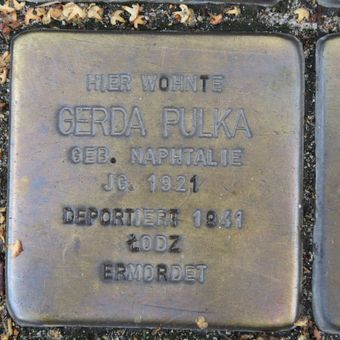 HIER WOHNTE
GERDA PULKA
GEB. NAPHTALIE
JG. 1921
DEPORTIERT 1941
ŁODZ
ERMORDET